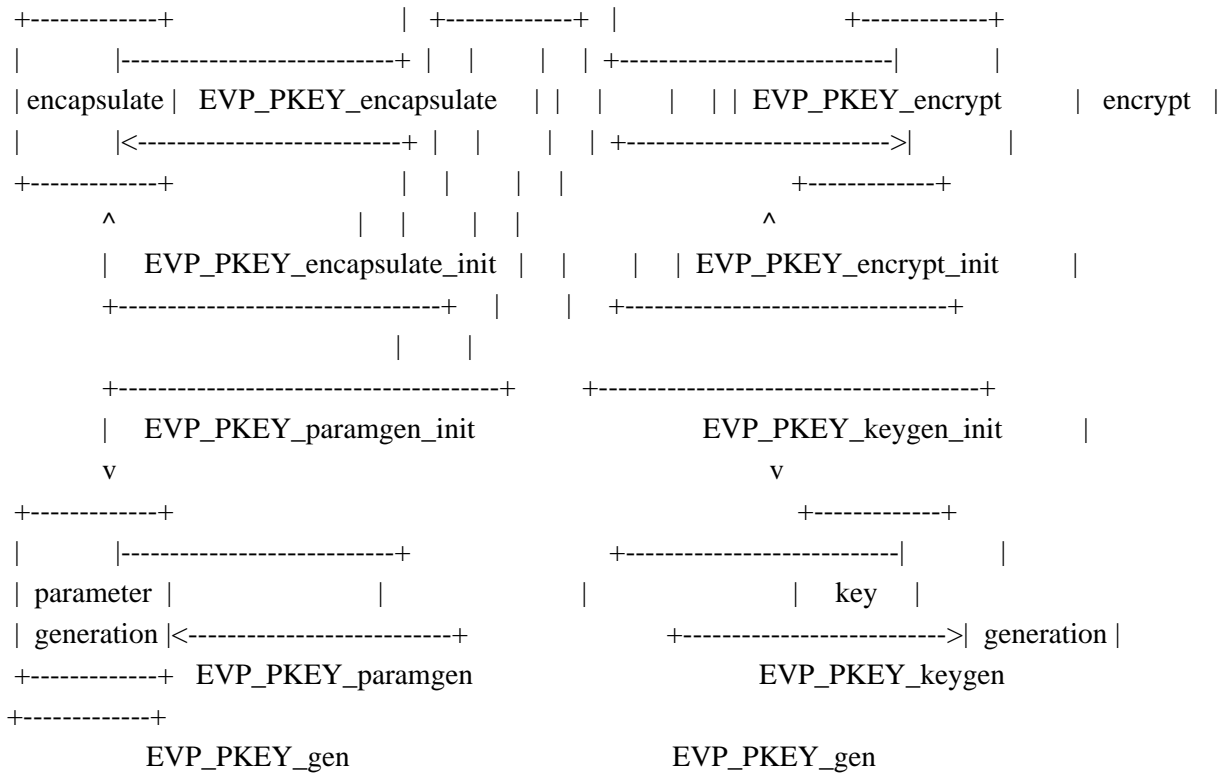 +-------------+ | +-------------+ | +-------------+
| |----------------------------+ | | | | +----------------------------| |
| encapsulate | EVP_PKEY_encapsulate | | | | | | EVP_PKEY_encrypt | encrypt |
| |<---------------------------+ | | | | +--------------------------->| |
+-------------+ | | | | +-------------+
^ | | | | ^
| EVP_PKEY_encapsulate_init | | | | EVP_PKEY_encrypt_init |
+---------------------------------+ | | +---------------------------------+
| |
+---------------------------------------+ +---------------------------------------+
| EVP_PKEY_paramgen_init EVP_PKEY_keygen_init |
v v
+-------------+ +-------------+
| |----------------------------+ +----------------------------| |
| parameter | | | | key |
| generation |<---------------------------+ +--------------------------->| generation |
+-------------+ EVP_PKEY_paramgen EVP_PKEY_keygen
+-------------+
EVP_PKEY_gen EVP_PKEY_gen